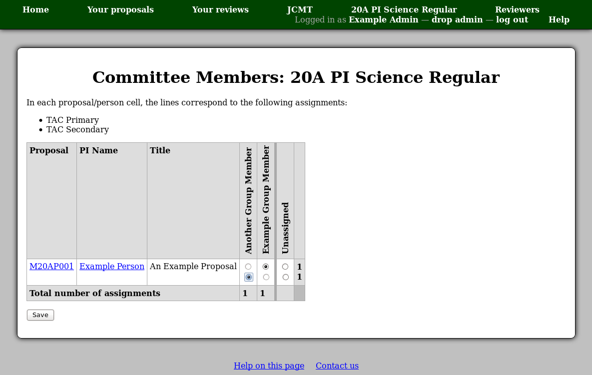 Home Your proposals Your reviews JCMT 20A PI Science Regular Reviewers
Logged in as Example Admin — drop admin — log out Help
Committee Members: 20A PI Science Regular
In each proposal/person cell, the lines correspond to the following assignments:
• TAC Primary
• TAC Secondary
Proposal PI Name Title Another Group Member Example Group Member Unassigned
M20AP001 Example Person An Example Proposal 1
1
Total number of assignments 1 1
Save
Help on this page Contact us